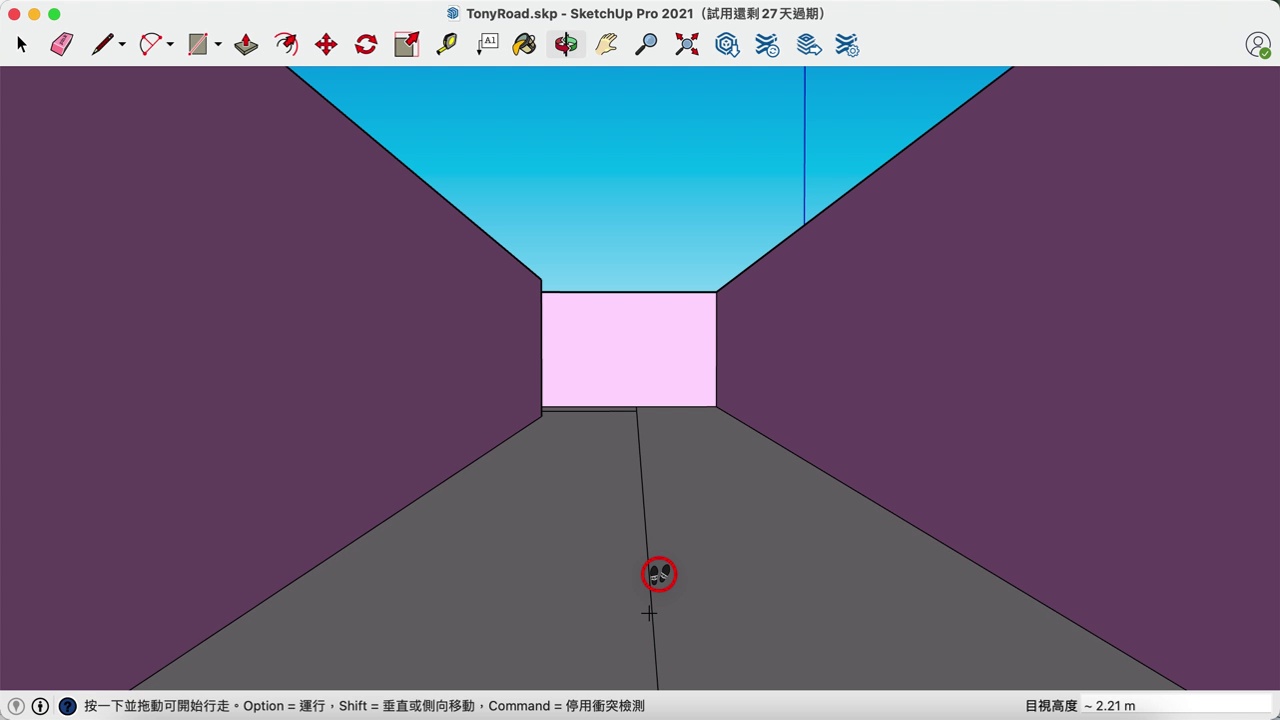 TonyRoad.skp - SketchUp Pro 2021（試用還剩 27 天過期）
A1
按一下並拖動可開始行走。Option = 運行，Shift = 垂直或側向移動，Command = 停用衝突檢測
目視高度 ~ 2.21 m